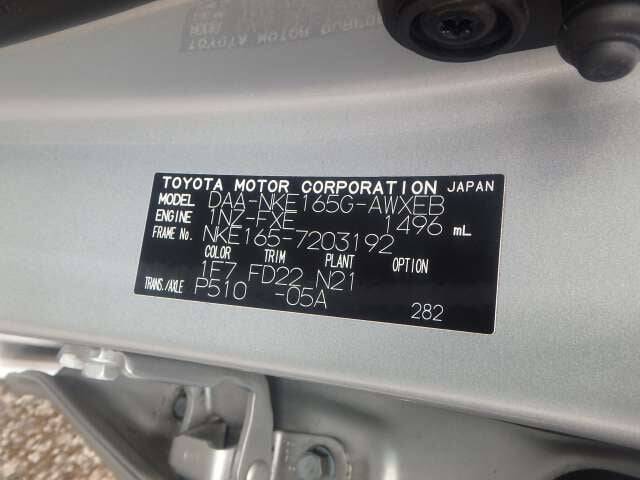 TOYOTA MOTOR CORPORATION JAPAN
MODEL DAA-NKE165G-AWXEB
ENGINE 1NZ-FXE 1496 mL
FRAME No. NKE165-7203192
COLOR TRIM PLANT OPTION
1E7 FD22 N21
TRANS./AXLE P510 -05A
282